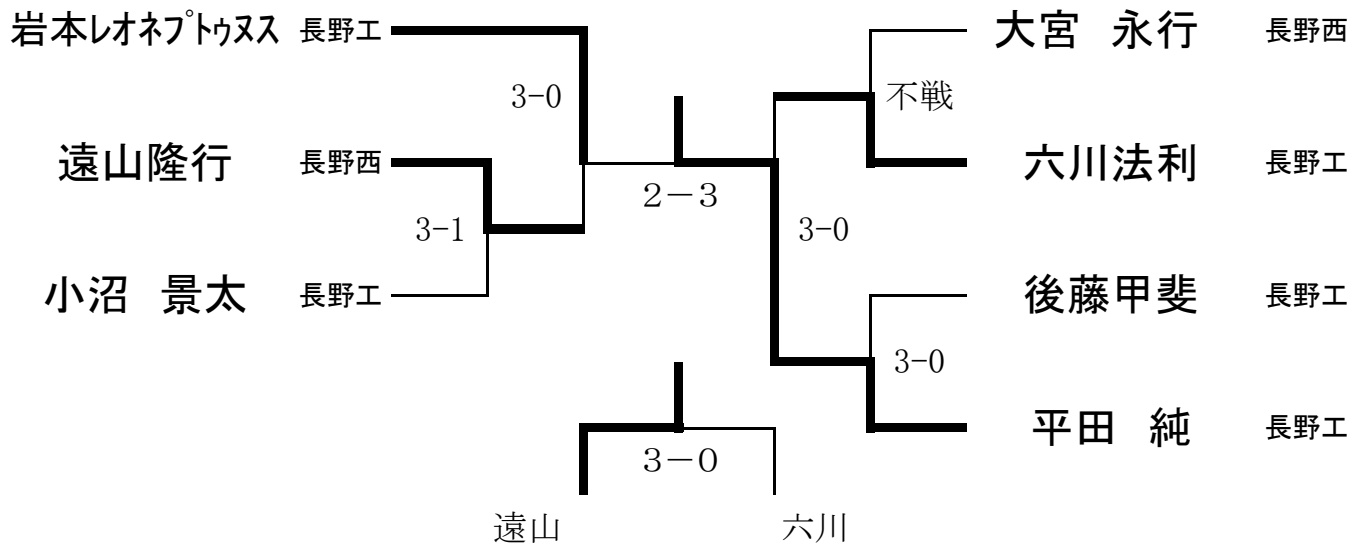 岩本レオネプトゥヌス 長野工
大宮 永行 長野西
3-0
不戦
遠山隆行 長野西
六川法利 長野工
2-3
3-1
3-0
小沼 景太 長野工
後藤甲斐 長野工
3-0
平田 純 長野工
3-0
遠山 六川